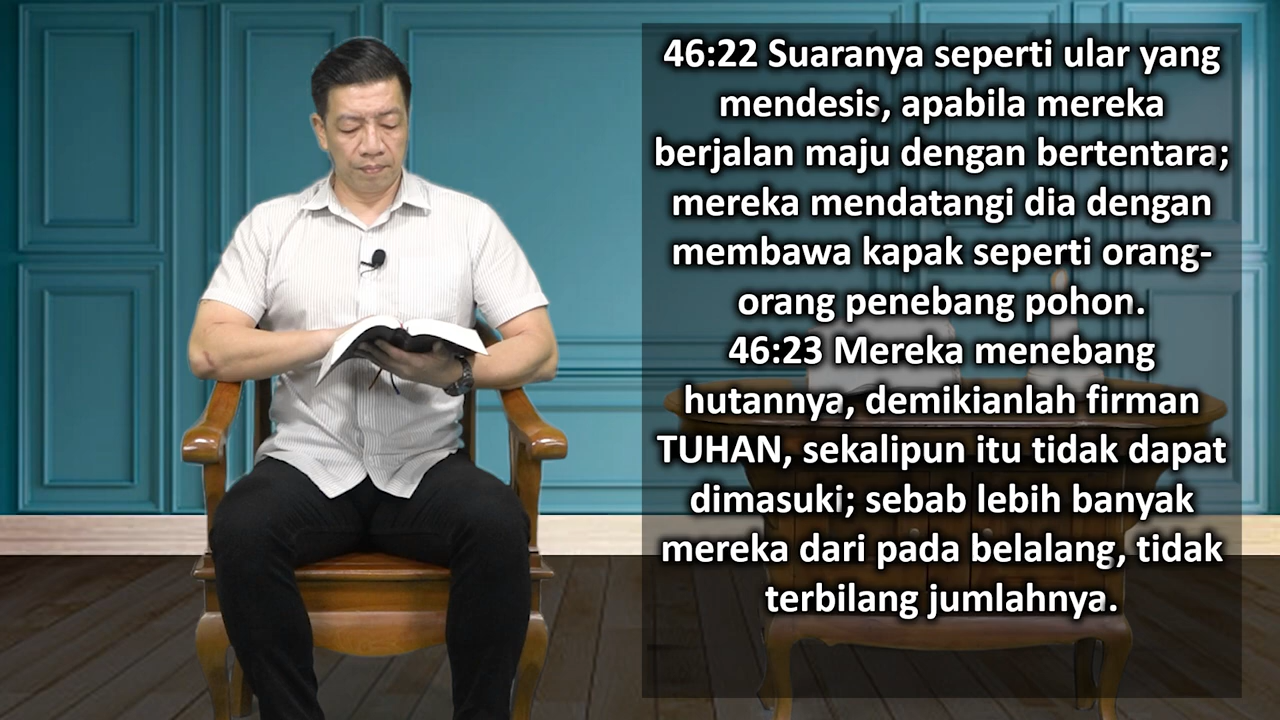 46:22 Suaranya seperti ular yang
mendesis, apabila mereka
berjalan maju dengan bertentara;
mereka mendatangi dia dengan
membawa kapak seperti orang-
orang penebang pohon.
46:23 Mereka menebang
hutannya, demikianlah firman
TUHAN, sekalipun itu tidak dapat
dimasuki; sebab lebih banyak
mereka dari pada belalang, tidak
terbilang jumlahnya.